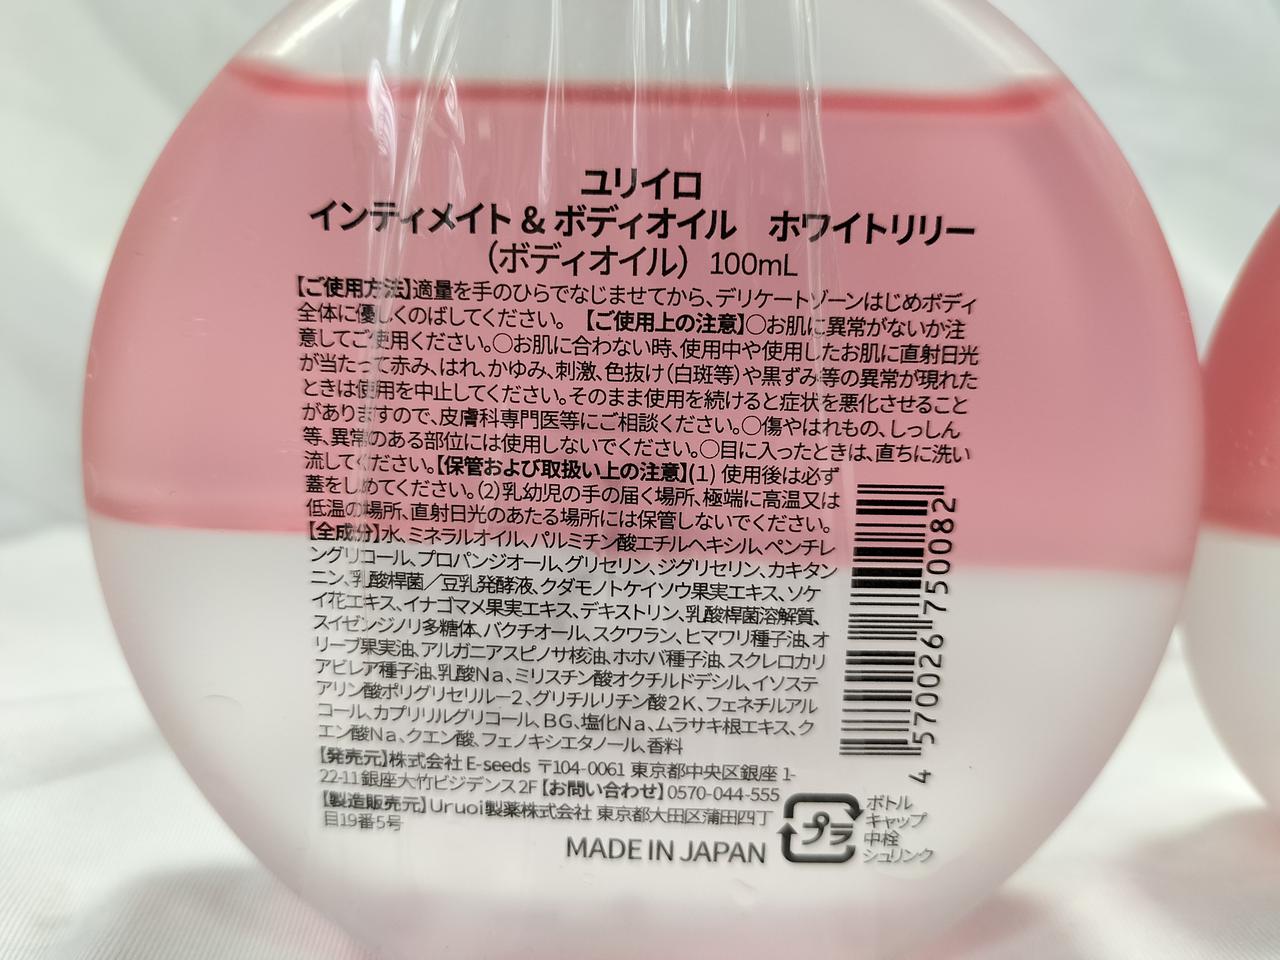 ユリイロ
インティメイト & ボディオイル　ホワイトリリー
（ボディオイル） 100mL
【ご使用方法】適量を手のひらでなじませてから、デリケートゾーンはじめボディ
全体に優しくのばしてください。 【ご使用上の注意】○お肌に異常がないか注
意してご使用ください。○お肌に合わない時、使用中や使用したお肌に直射日光
が当たって赤み、はれ、かゆみ、刺激、色抜け（白斑等）や黒ずみ等の異常が現れた
ときは使用を中止してください。そのまま使用を続けると症状を悪化させること
がありますので、皮膚科専門医等にご相談ください。○傷やはれもの、しっしん
等、異常のある部位には使用しないでください。○目に入ったときは、直ちに洗い
流してください。【保管および取扱い上の注意】(1) 使用後は必ず
蓋をしめてください。(2)乳幼児の手の届く場所、極端に高温又は
低温の場所、直射日光のあたる場所には保管しないでください。
【全成分】水、ミネラルオイル、パルミチン酸エチルヘキシル、ペンチレ
ングリコール、プロパンジオール、グリセリン、ジグリセリン、カキタン
ニン、乳酸桿菌／豆乳発酵液、クダモノトケイソウ果実エキス、ソケ
イ花エキス、イナゴマメ果実エキス、デキストリン、乳酸桿菌溶解質、
スイゼンジノリ多糖体、バクチオール、スクワラン、ヒマワリ種子油、オ
リーブ果実油、アルガニアスピノサ核油、ホホバ種子油、スクレロカリ
アビレア種子油、乳酸Na、ミリスチン酸オクチルドデシル、イソステ
アリン酸ポリグリセリル－2、グリチルリチン酸2K、フェネチルアル
コール、カプリリルグリコール、BG、塩化Na、ムラサキ根エキス、ク
エン酸Na、クエン酸、フェノキシエタノール、香料
【発売元】株式会社 E-seeds 〒104-0061 東京都中央区銀座 1-
22-11 銀座大竹ビジデンス 2F 【お問い合わせ】0570-044-555
【製造販売元】Uruoi製薬株式会社 東京都大田区蒲田四丁
目19番5号
MADE IN JAPAN
プラ
ボトル
キャップ
中栓
シュリンク
4 570026 750082